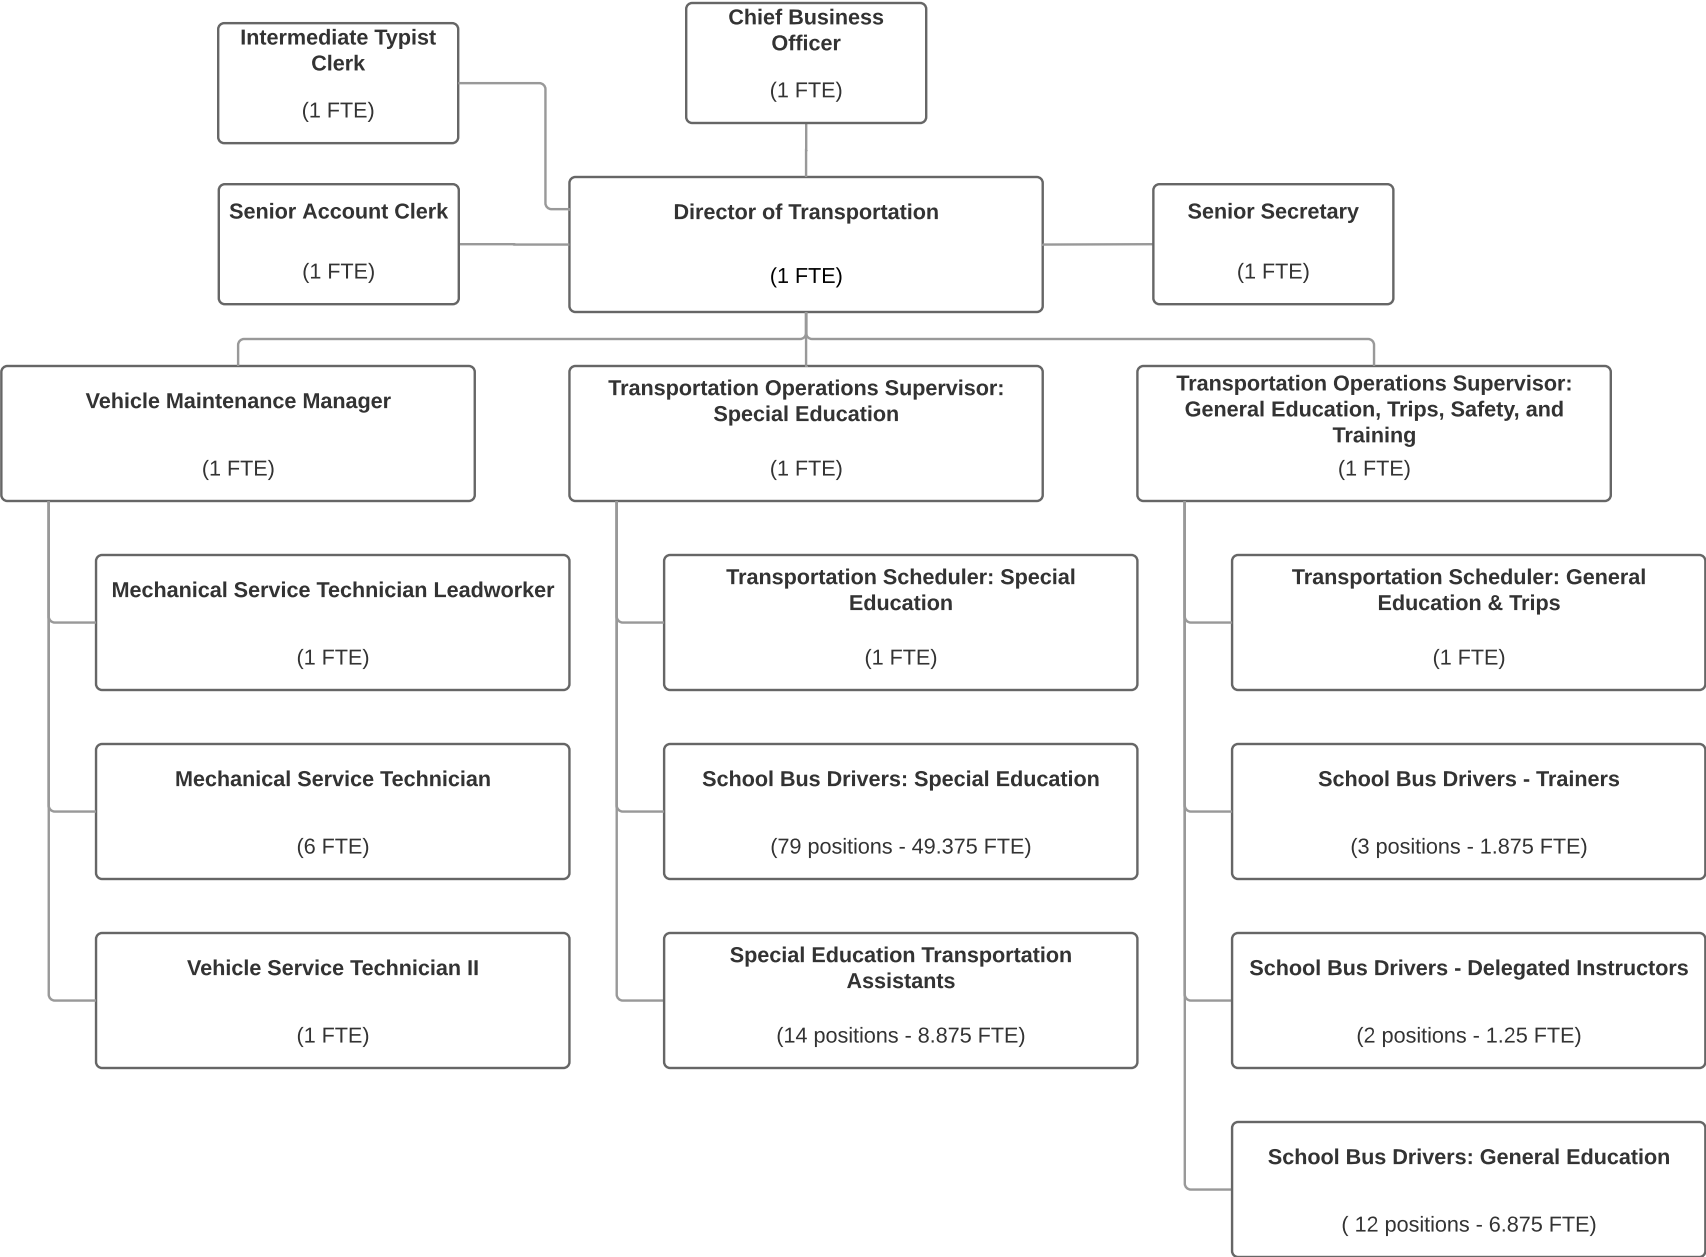 Chief Business
Officer
(1 FTE)
Intermediate Typist
Clerk
(1 FTE)
Senior Account Clerk
(1 FTE)
Director of Transportation
(1 FTE)
Senior Secretary
(1 FTE)
Vehicle Maintenance Manager
(1 FTE)
Mechanical Service Technician Leadworker
(1 FTE)
Mechanical Service Technician
(6 FTE)
Vehicle Service Technician II
(1 FTE)
Transportation Operations Supervisor:
Special Education
(1 FTE)
Transportation Scheduler: Special
Education
(1 FTE)
School Bus Drivers: Special Education
(79 positions - 49.375 FTE)
Special Education Transportation
Assistants
(14 positions - 8.875 FTE)
Transportation Operations Supervisor:
General Education, Trips, Safety, and
Training
(1 FTE)
Transportation Scheduler: General
Education & Trips
(1 FTE)
School Bus Drivers - Trainers
(3 positions - 1.875 FTE)
School Bus Drivers - Delegated Instructors
(2 positions - 1.25 FTE)
School Bus Drivers: General Education
( 12 positions - 6.875 FTE)